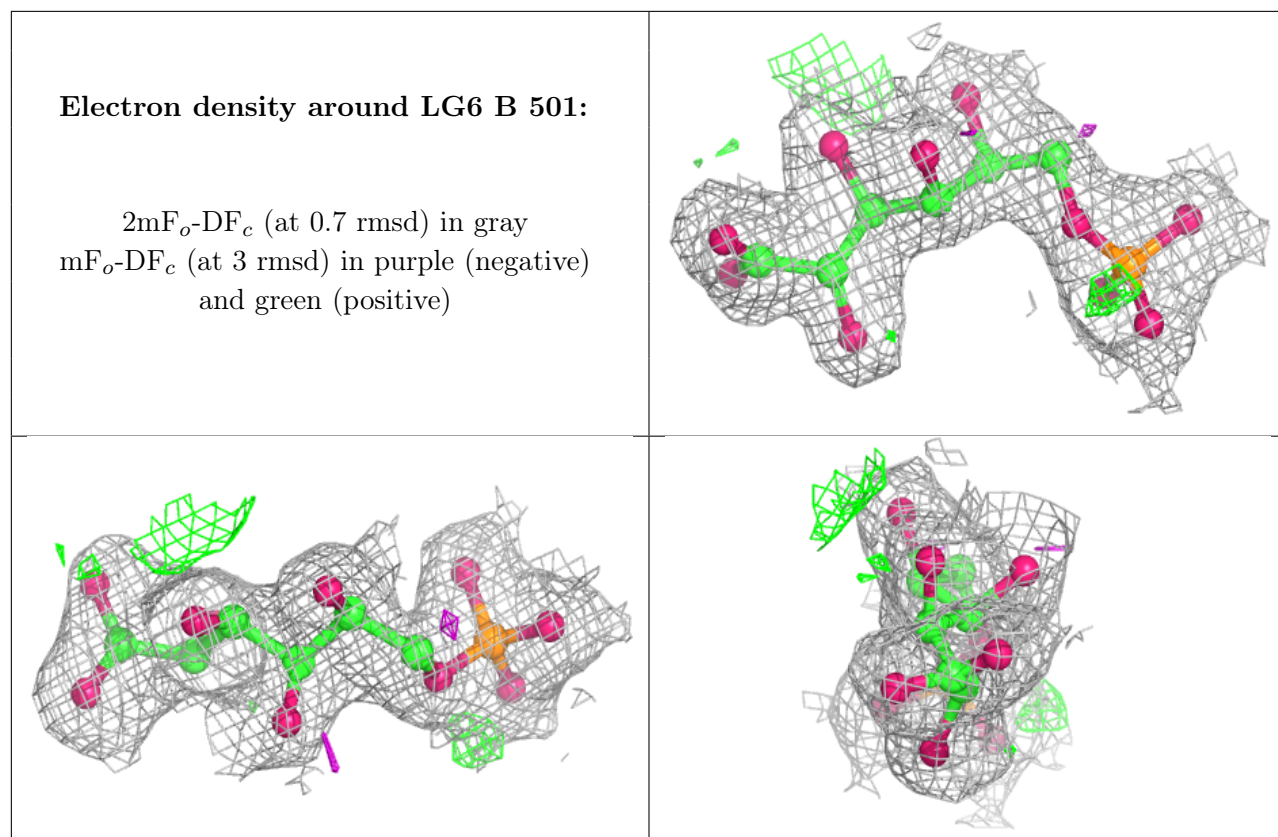 Electron density around LG6 B 501:
2mFₒ-DF𝒸 (at 0.7 rmsd) in gray
mFₒ-DF𝒸 (at 3 rmsd) in purple (negative)
and green (positive)